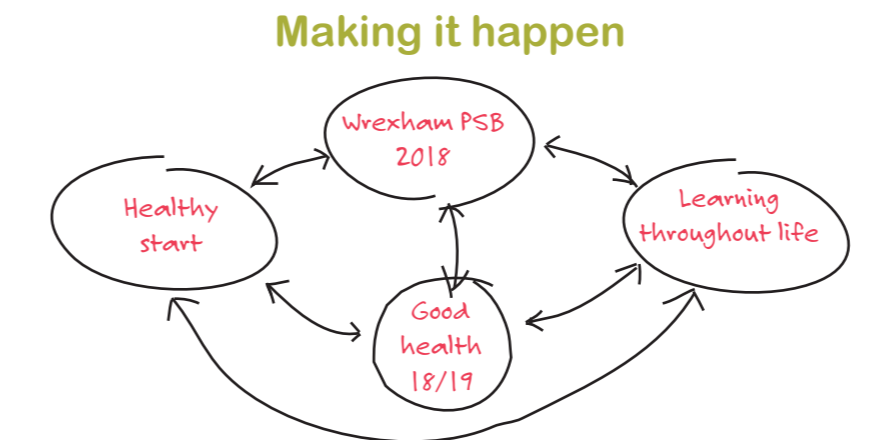 Making it happen
Wrexham PSB
2018
Healthy
start
Learning
throughout life
Good
health
18/19